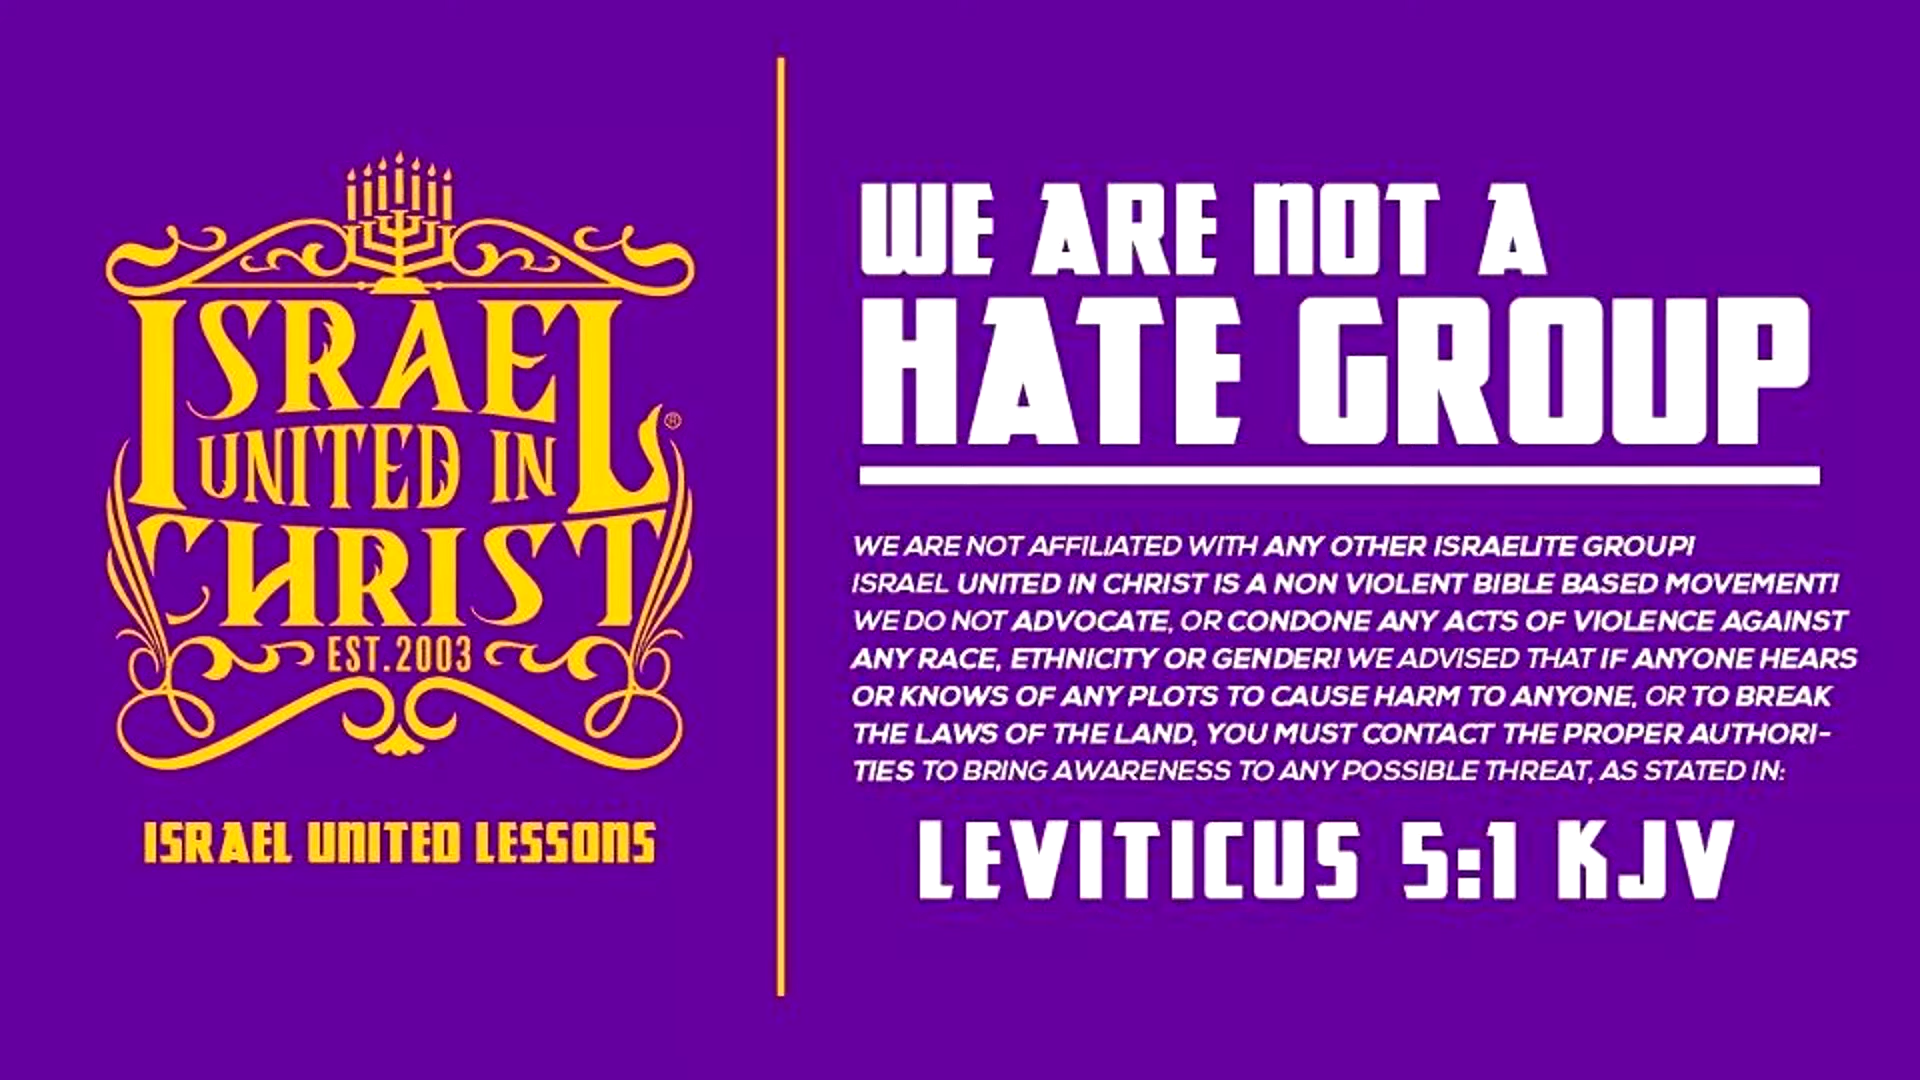 ISRAEL
UNITED IN
CHRIST
®
EST.2003
ISRAEL UNITED LESSONS
WE ARE NOT A
HATE GROUP
WE ARE NOT AFFILIATED WITH ANY OTHER ISRAELITE GROUP!
ISRAEL UNITED IN CHRIST IS A NON VIOLENT BIBLE BASED MOVEMENT!
WE DO NOT ADVOCATE, OR CONDONE ANY ACTS OF VIOLENCE AGAINST
ANY RACE, ETHNICITY OR GENDER! WE ADVISED THAT IF ANYONE HEARS
OR KNOWS OF ANY PLOTS TO CAUSE HARM TO ANYONE, OR TO BREAK
THE LAWS OF THE LAND, YOU MUST CONTACT THE PROPER AUTHORI-
TIES TO BRING AWARENESS TO ANY POSSIBLE THREAT, AS STATED IN:
LEVITICUS 5:1 KJV